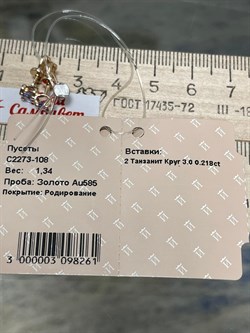 ГОСТ 17435-72 Ш
Самоцвет
Пусеты
С2273-108
Вес: 1,34
Проба: Золото Au585
Покрытие: Родирование
3 000003 098261
Вставки:
2 Танзанит Круг 3.0 0.218ct